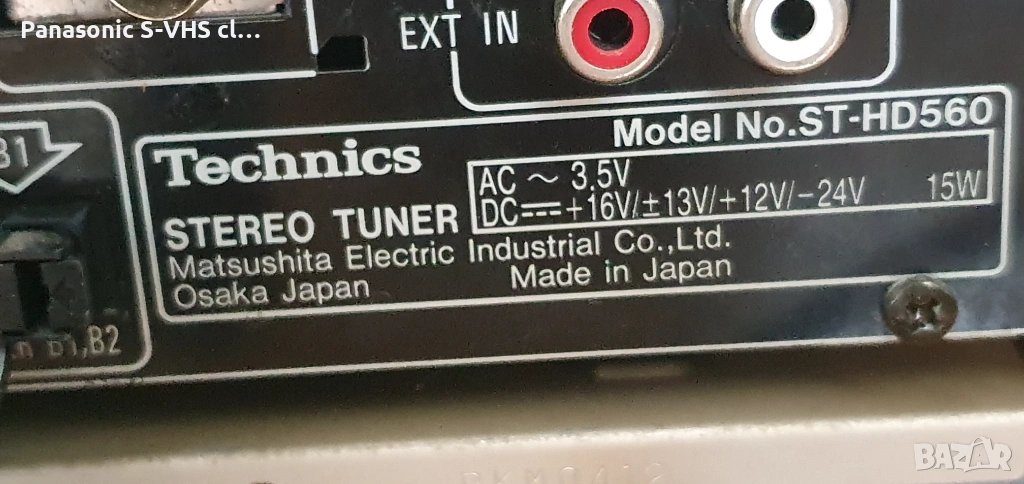 Panasonic S-VHS cl...
EXT IN
B1
Technics
Model No.ST-HD560
STEREO TUNER
AC ~ 3.5V
DC⎓+16V/±13V/+12V/-24V 15W
Matsushita Electric Industrial Co.,Ltd.
Osaka Japan Made in Japan
B1,B2
BAZAR